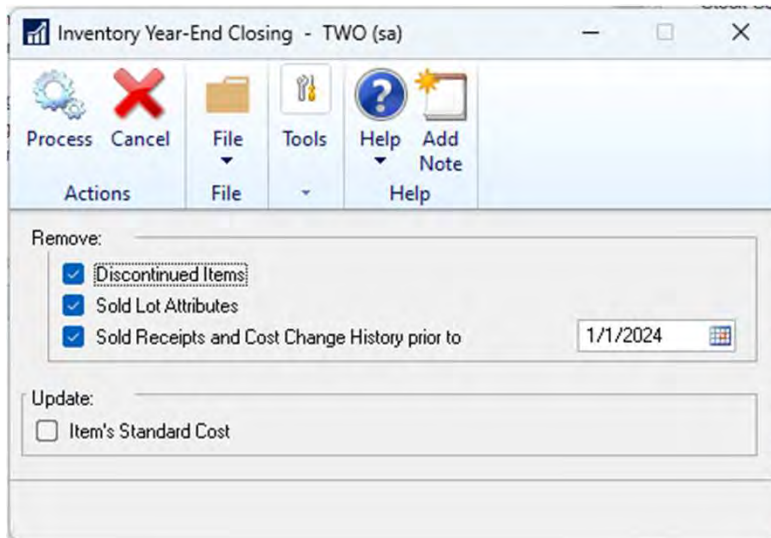 Inventory Year-End Closing - TWO (sa)
Process Cancel File Tools Help Add Note
Actions File Help
Remove:
Discontinued Items
Sold Lot Attributes
Sold Receipts and Cost Change History prior to 1/1/2024
Update:
Item's Standard Cost